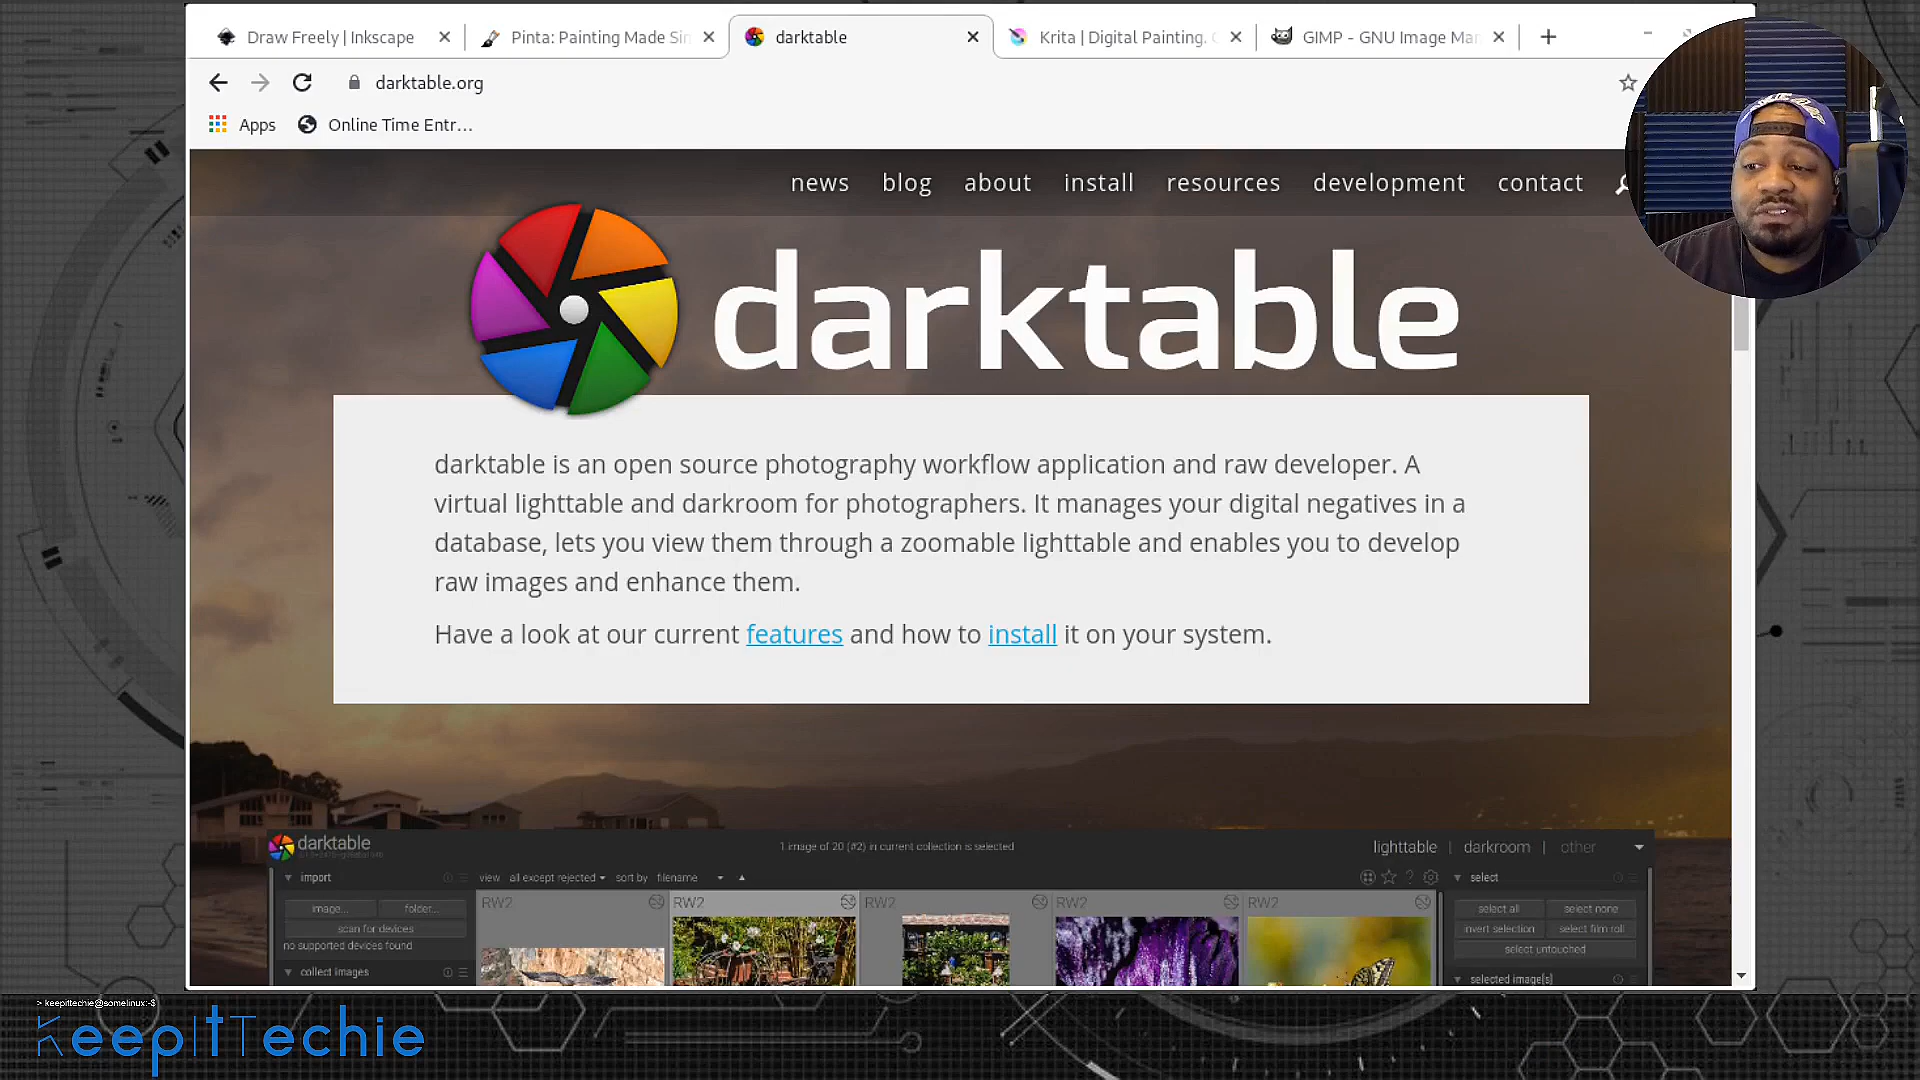 Draw Freely | Inkscape
Pinta: Painting Made Sim
darktable
Krita | Digital Painting.
GIMP - GNU Image Man
darktable.org
Apps
Online Time Entr…
news blog about install resources development contact
darktable
darktable is an open source photography workflow application and raw developer. A
virtual lighttable and darkroom for photographers. It manages your digital negatives in a
database, lets you view them through a zoomable lighttable and enables you to develop
raw images and enhance them.
Have a look at our current features and how to install it on your system.
darktable
1 image of 20 (#2) in current collection is selected
lighttable | darkroom | other
import
view all except rejected sort by filename
select
image... folder...
scan for devices
no supported devices found
collect images
RW2 RW2 RW2 RW2 RW2
select all select none
invert selection select film roll
select untouched
selected image[s]
> keepittechie@somelinux:~$
KeepItTechie